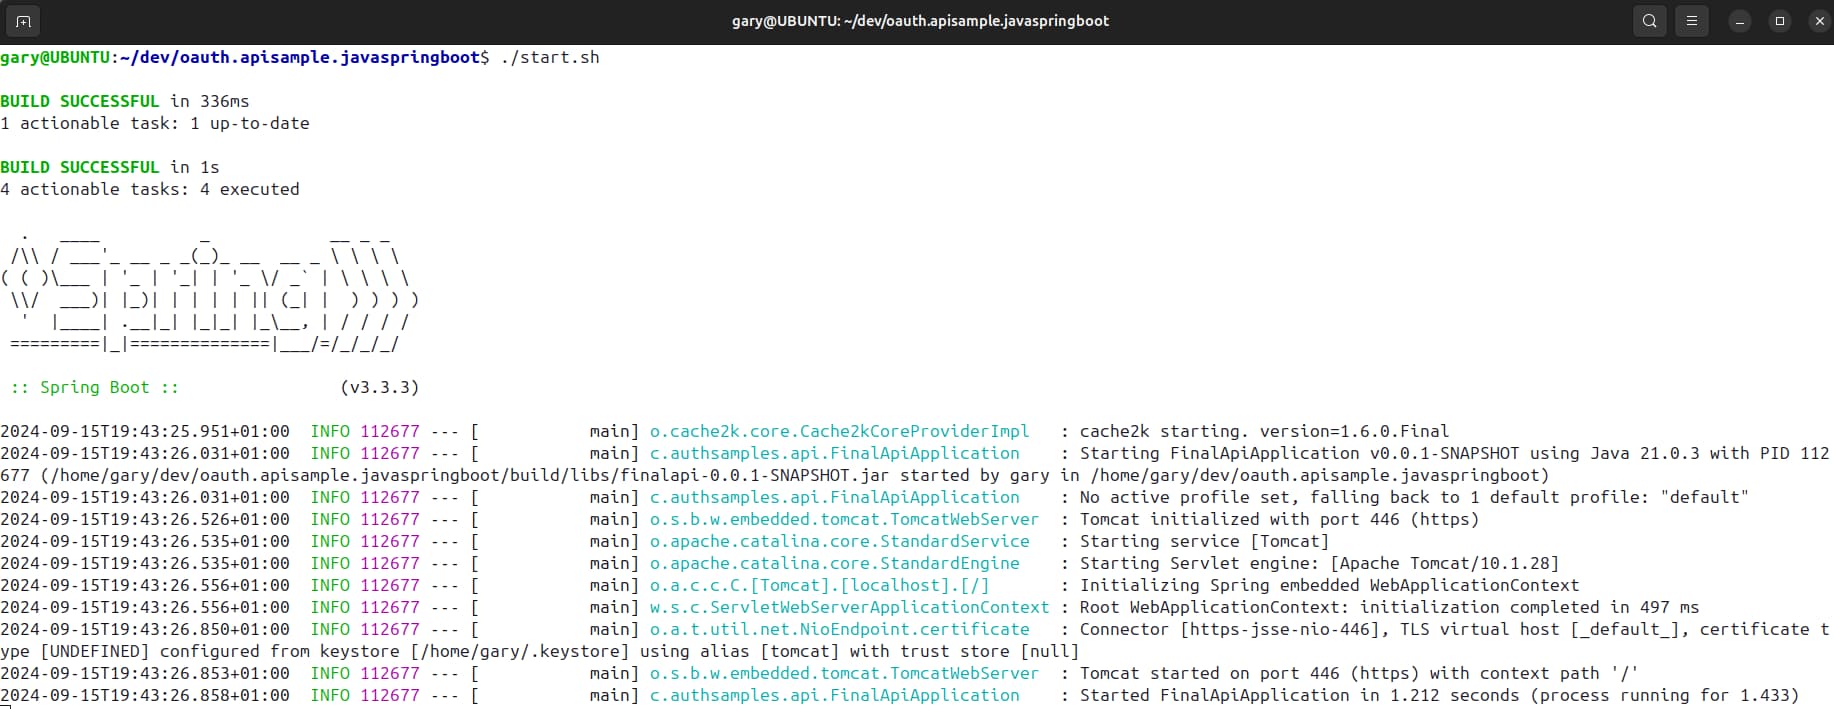 gary@UBUNTU: ~/dev/oauth.apisample.javaspringboot
gary@UBUNTU:~/dev/oauth.apisample.javaspringboot$ ./start.sh

BUILD SUCCESSFUL in 336ms
1 actionable task: 1 up-to-date

BUILD SUCCESSFUL in 1s
4 actionable tasks: 4 executed

  .   ____          _            __ _ _
 /\\ / ___'_ __ _ _(_)_ __  __ _ \ \ \ \
( ( )\___ | '_ | '_| | '_ \/ _` | \ \ \ \
 \\/  ___)| |_)| | | | | || (_| |  ) ) ) )
  '  |____| .__|_| |_|_| |_\__, | / / / /
 =========|_|==============|___/=/_/_/_/

 :: Spring Boot ::                (v3.3.3)

2024-09-15T19:43:25.951+01:00  INFO 112677 --- [           main] o.cache2k.core.Cache2kCoreProviderImpl   : cache2k starting. version=1.6.0.Final
2024-09-15T19:43:26.031+01:00  INFO 112677 --- [           main] c.authsamples.api.FinalApiApplication    : Starting FinalApiApplication v0.0.1-SNAPSHOT using Java 21.0.3 with PID 112
677 (/home/gary/dev/oauth.apisample.javaspringboot/build/libs/finalapi-0.0.1-SNAPSHOT.jar started by gary in /home/gary/dev/oauth.apisample.javaspringboot)
2024-09-15T19:43:26.031+01:00  INFO 112677 --- [           main] c.authsamples.api.FinalApiApplication    : No active profile set, falling back to 1 default profile: "default"
2024-09-15T19:43:26.526+01:00  INFO 112677 --- [           main] o.s.b.w.embedded.tomcat.TomcatWebServer  : Tomcat initialized with port 446 (https)
2024-09-15T19:43:26.535+01:00  INFO 112677 --- [           main] o.apache.catalina.core.StandardService   : Starting service [Tomcat]
2024-09-15T19:43:26.535+01:00  INFO 112677 --- [           main] o.apache.catalina.core.StandardEngine    : Starting Servlet engine: [Apache Tomcat/10.1.28]
2024-09-15T19:43:26.556+01:00  INFO 112677 --- [           main] o.a.c.c.C.[Tomcat].[localhost].[/]       : Initializing Spring embedded WebApplicationContext
2024-09-15T19:43:26.556+01:00  INFO 112677 --- [           main] w.s.c.ServletWebServerApplicationContext : Root WebApplicationContext: initialization completed in 497 ms
2024-09-15T19:43:26.850+01:00  INFO 112677 --- [           main] o.a.t.util.net.NioEndpoint.certificate   : Connector [https-jsse-nio-446], TLS virtual host [_default_], certificate t
ype [UNDEFINED] configured from keystore [/home/gary/.keystore] using alias [tomcat] with trust store [null]
2024-09-15T19:43:26.853+01:00  INFO 112677 --- [           main] o.s.b.w.embedded.tomcat.TomcatWebServer  : Tomcat started on port 446 (https) with context path '/'
2024-09-15T19:43:26.858+01:00  INFO 112677 --- [           main] c.authsamples.api.FinalApiApplication    : Started FinalApiApplication in 1.212 seconds (process running for 1.433)